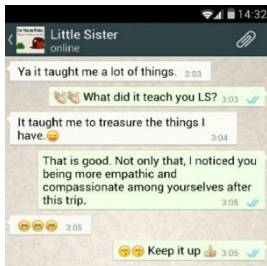 14:32
Little Sister
online
Ya it taught me a lot of things. 3:03
👏👏 What did it teach you LS? 3:03
It taught me to treasure the things I
have.😄 3:04
That is good. Not only that, I noticed you
being more empathic and
compassionate among yourselves after
this trip. 3:05
😁😁😁 3:05
😙😙 Keep it up 👍 3:05